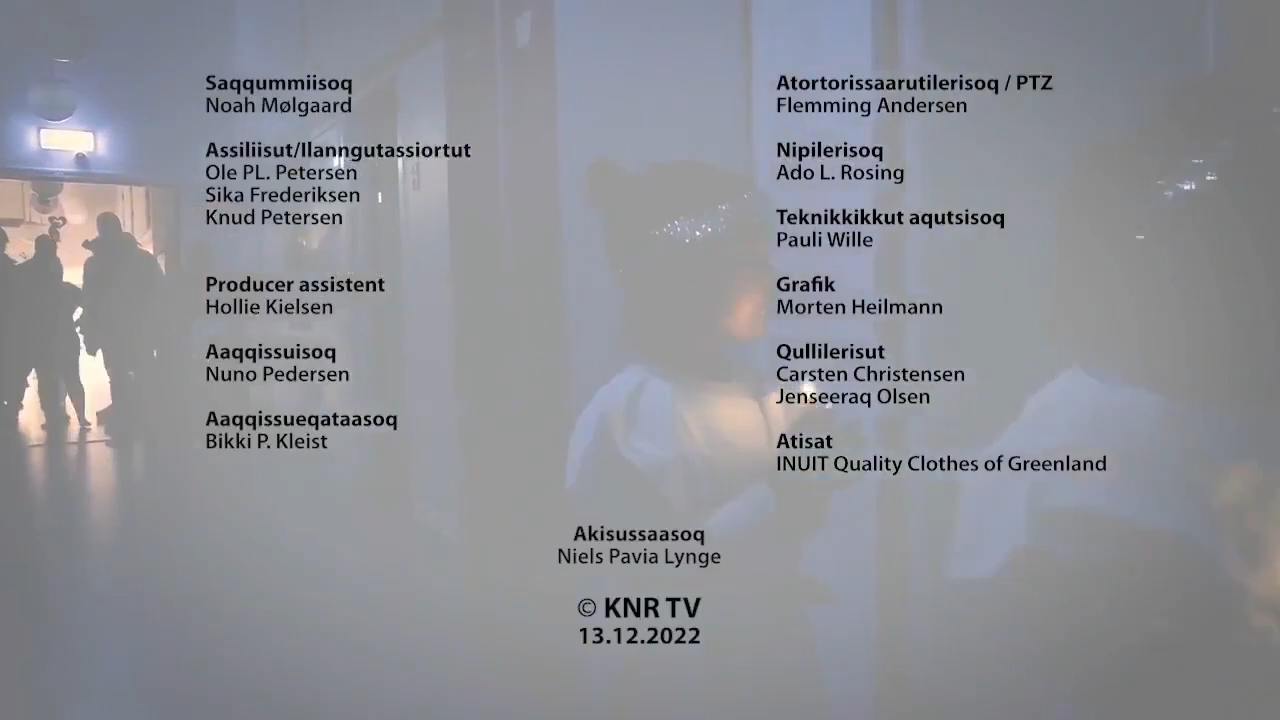 Saqqummiisoq
Noah Mølgaard
Assiliisut/Ilanngutassiortut
Ole PL. Petersen
Sika Frederiksen
Knud Petersen
Producer assistent
Hollie Kielsen
Aaqqissuisoq
Nuno Pedersen
Aaqqissueqataasoq
Bikki P. Kleist
Atortorissaarutilerisoq / PTZ
Flemming Andersen
Nipilerisoq
Ado L. Rosing
Teknikkikkut aqutsisoq
Pauli Wille
Grafik
Morten Heilmann
Qullilerisut
Carsten Christensen
Jenseeraq Olsen
Atisat
INUIT Quality Clothes of Greenland
Akisussaasoq
Niels Pavia Lynge
© KNR TV
13.12.2022